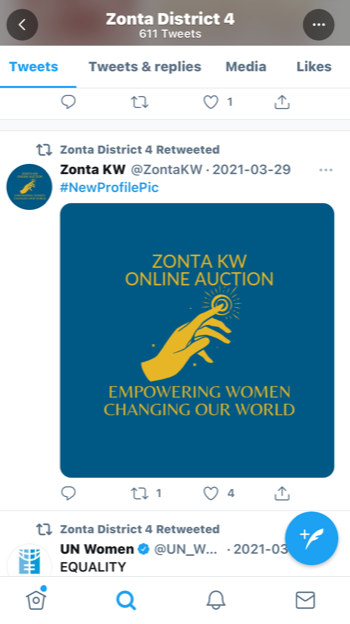 Zonta District 4
611 Tweets
Tweets Tweets & replies Media Likes
1
Zonta District 4 Retweeted
Zonta KW @ZontaKW · 2021-03-29
#NewProfilePic
ZONTA KW
ONLINE AUCTION
EMPOWERING WOMEN
CHANGING OUR WORLD
1 4
Zonta District 4 Retweeted
UN Women @UN_W... · 2021-03
EQUALITY